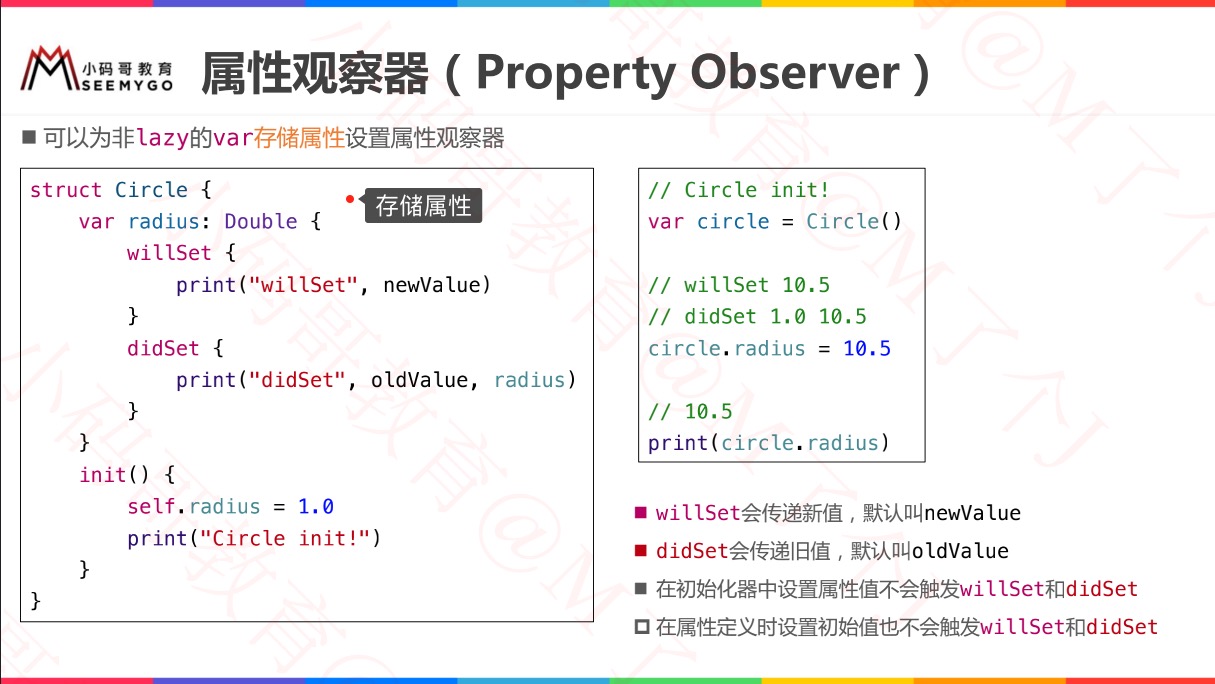 小码哥教育
SEEMYGO
属性观察器（Property Observer）
■ 可以为非lazy的var存储属性设置属性观察器
struct Circle {
    var radius: Double {
        willSet {
            print("willSet", newValue)
        }
        didSet {
            print("didSet", oldValue, radius)
        }
    }
    init() {
        self.radius = 1.0
        print("Circle init!")
    }
}
存储属性
// Circle init!
var circle = Circle()
// willSet 10.5
// didSet 1.0 10.5
circle.radius = 10.5
// 10.5
print(circle.radius)
■ willSet会传递新值，默认叫newValue
■ didSet会传递旧值，默认叫oldValue
■ 在初始化器中设置属性值不会触发willSet和didSet
在属性定义时设置初始值也不会触发willSet和didSet